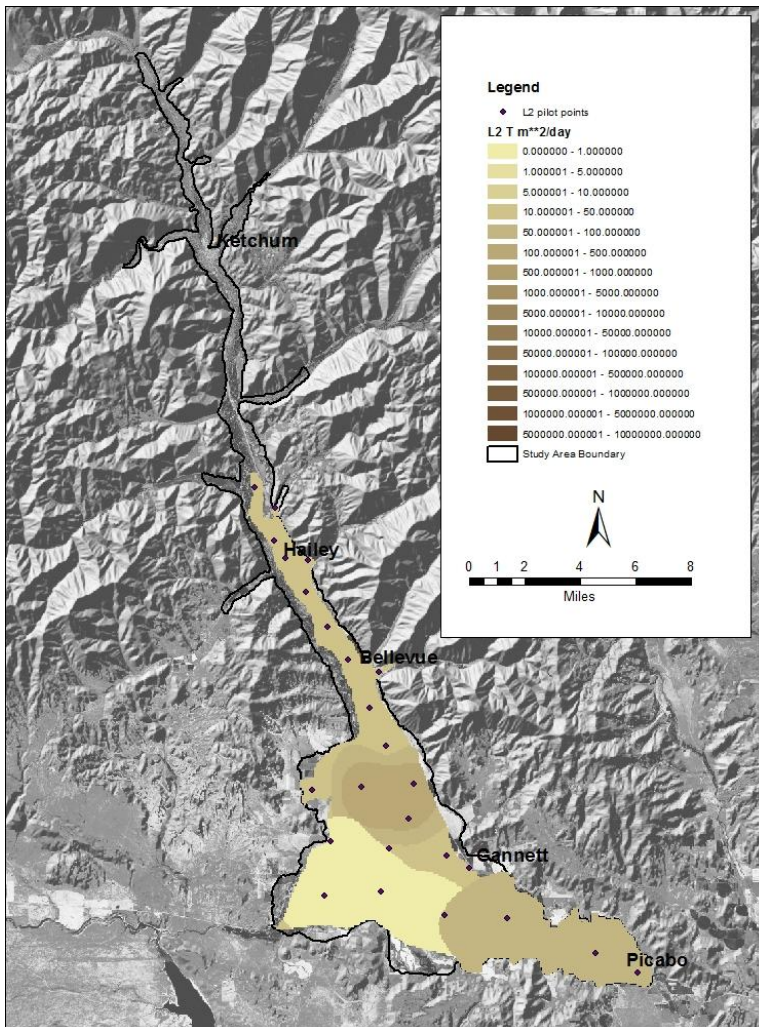 Legend
L2 pilot points
L2 T m**2/day
0.000000 - 1.000000
1.000001 - 5.000000
5.000001 - 10.000000
10.000001 - 50.000000
50.000001 - 100.000000
100.000001 - 500.000000
500.000001 - 1000.000000
1000.000001 - 5000.000000
5000.000001 - 10000.000000
10000.000001 - 50000.000000
50000.000001 - 100000.000000
100000.000001 - 500000.000000
500000.000001 - 1000000.000000
1000000.000001 - 5000000.000000
5000000.000001 - 10000000.000000
Study Area Boundary
N
0 2 4 6 8
Miles
Ketchum
Hailey
Bellevue
Gannett
Picabo